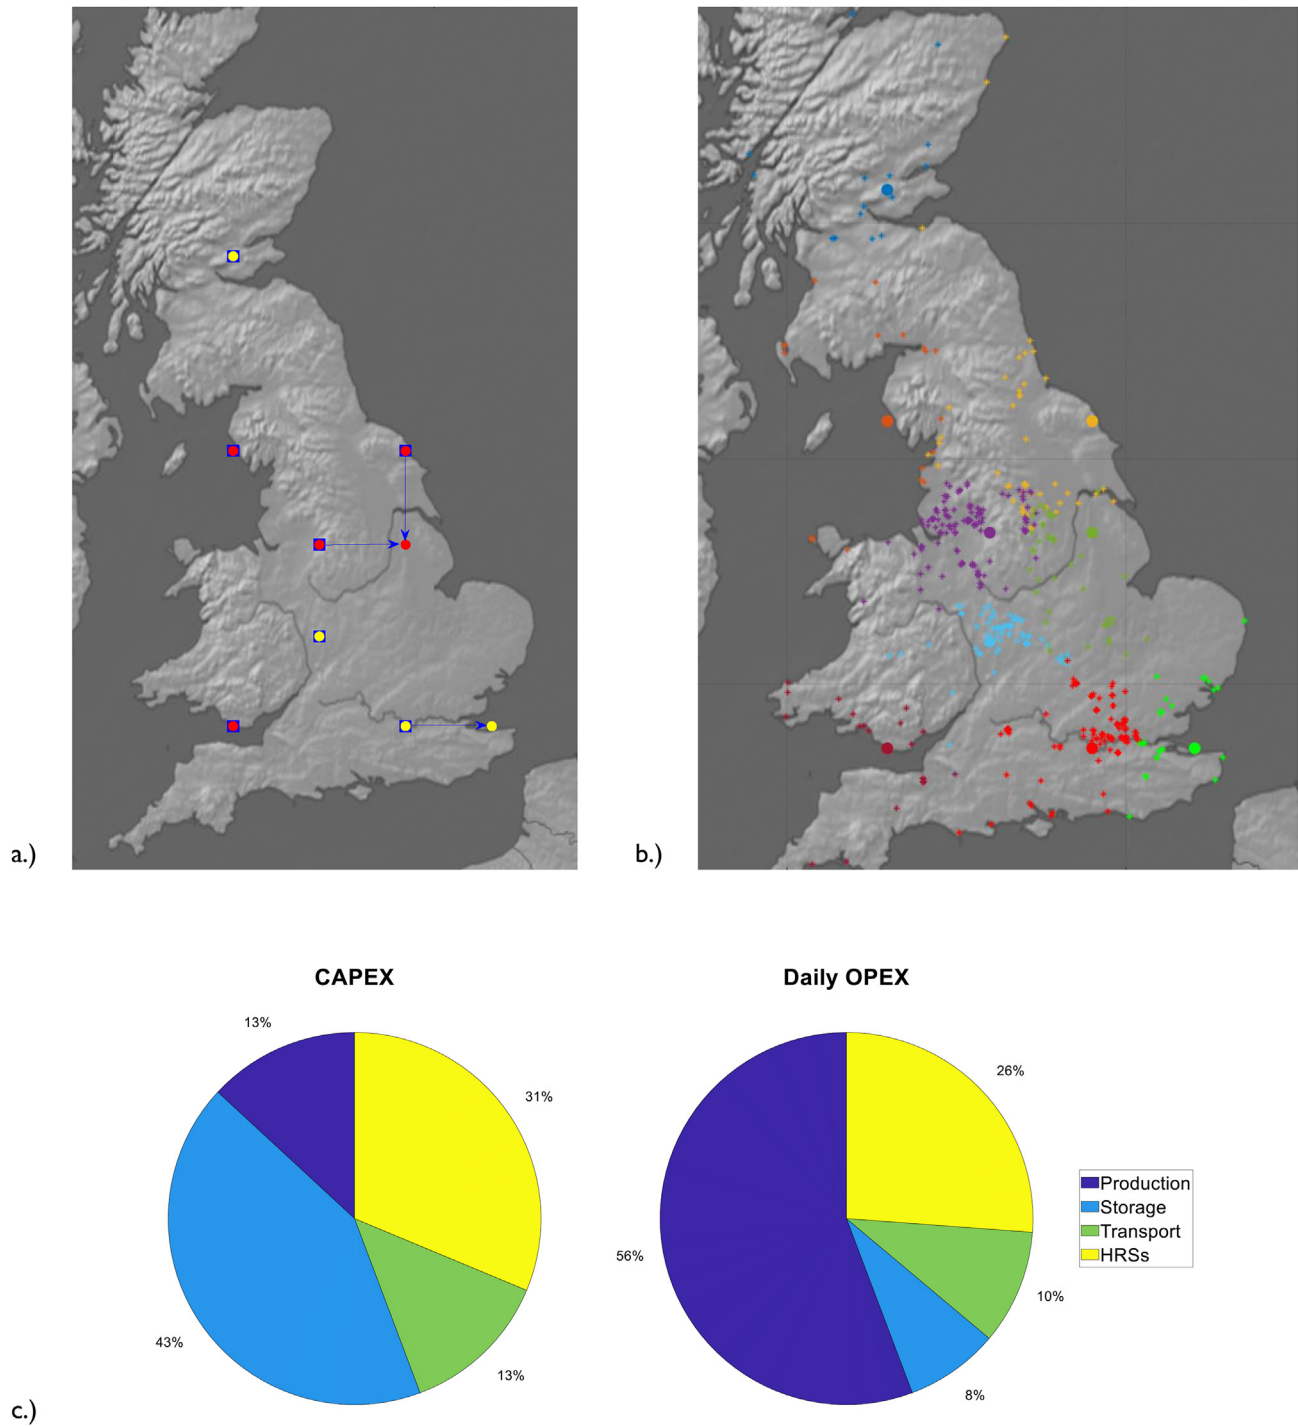 a.)
b.)
CAPEX
Daily OPEX
13%
31%
43%
13%
26%
56%
10%
8%
Production
Storage
Transport
HRSs
c.)